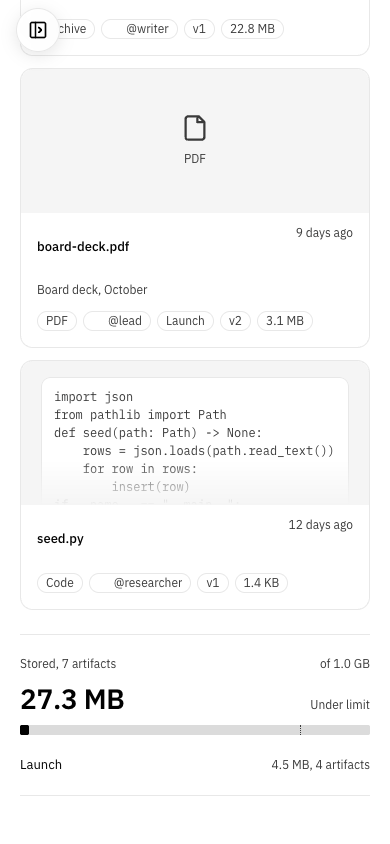 chive @writer v1 22.8 MB
PDF
9 days ago
board-deck.pdf
Board deck, October
PDF @lead Launch v2 3.1 MB
import json
from pathlib import Path
def seed(path: Path) -> None:
    rows = json.loads(path.read_text())
    for row in rows:
        insert(row)
12 days ago
seed.py
Code @researcher v1 1.4 KB
Stored, 7 artifacts of 1.0 GB
27.3 MB Under limit
Launch 4.5 MB, 4 artifacts